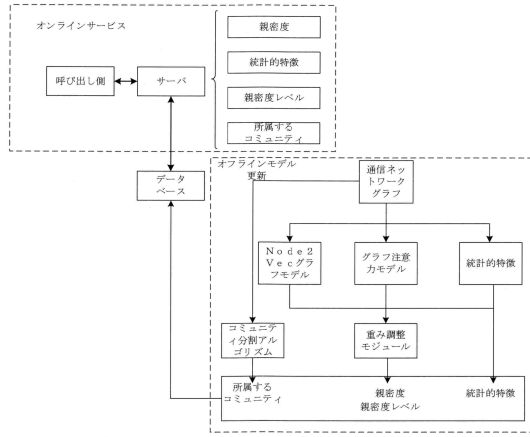 オンラインサービス
親密度
統計的特徴
呼び出し側
サーバ
親密度レベル
所属する
コミュニティ
オフラインモデル
更新
通信ネッ
トワーク
グラフ
データ
ベース
Ｎｏｄｅ２
Ｖｅｃグラ
フモデル
グラフ注意
力モデル
統計的特徴
コミュニテ
ィ分割アル
ゴリズム
重み調整
モジュール
所属する
コミュニティ
親密度
親密度レベル
統計的特徴